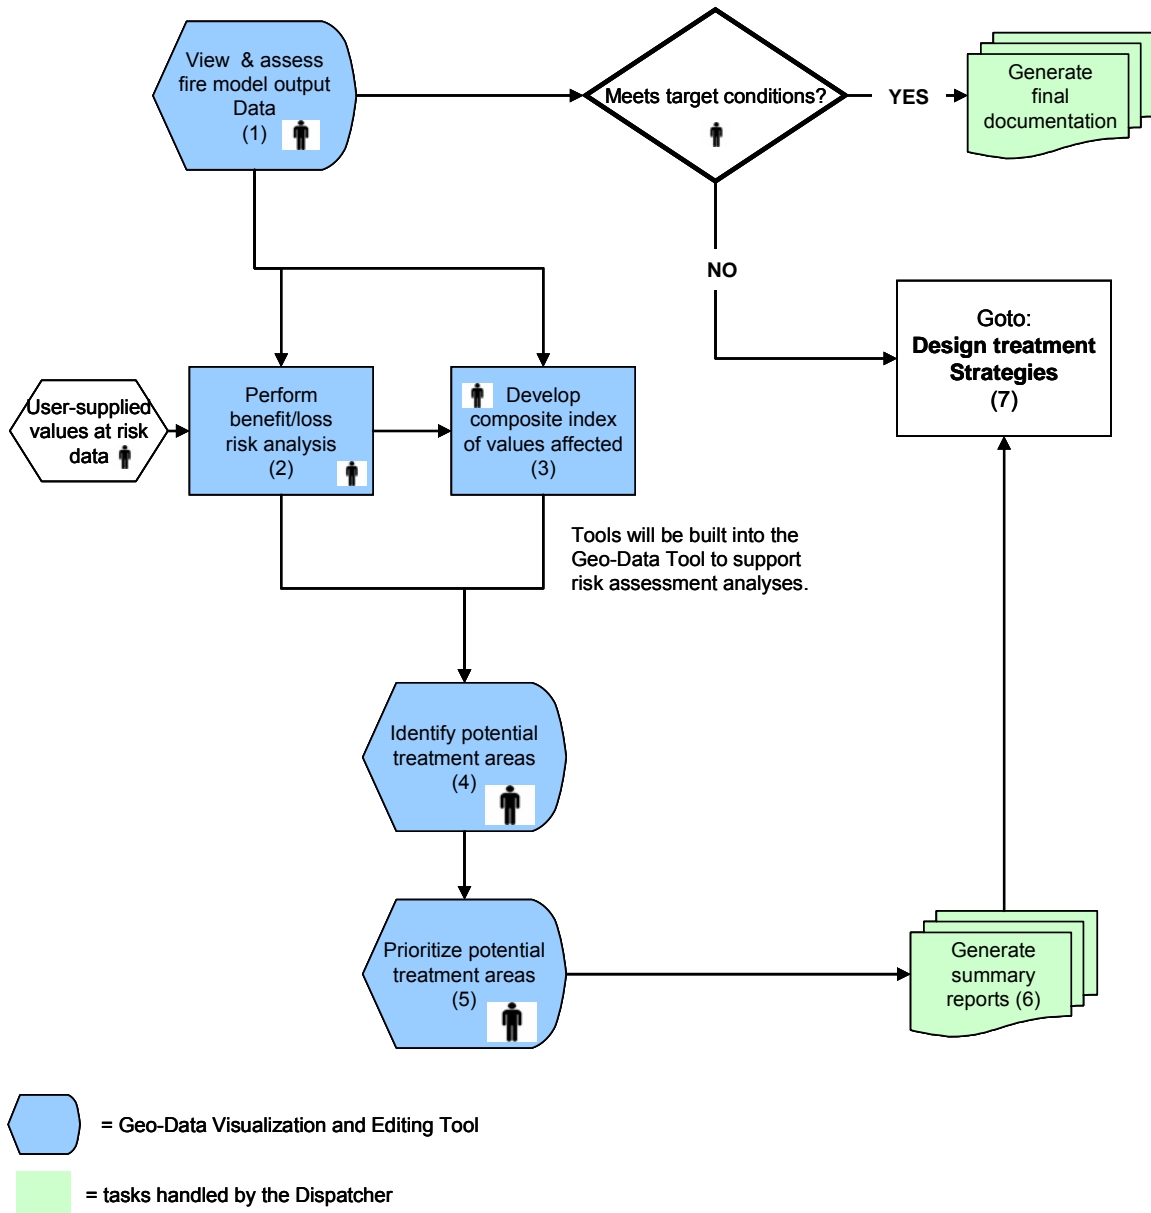 View & assess
fire model output
Data
(1)
Meets target conditions?
YES
Generate
final
documentation
NO
Goto:
Design treatment
Strategies
(7)
User-supplied
values at risk
data
Perform
benefit/loss
risk analysis
(2)
Develop
composite index
of values affected
(3)
Tools will be built into the
Geo-Data Tool to support
risk assessment analyses.
Identify potential
treatment areas
(4)
Prioritize potential
treatment areas
(5)
Generate
summary
reports (6)
= Geo-Data Visualization and Editing Tool
= tasks handled by the Dispatcher